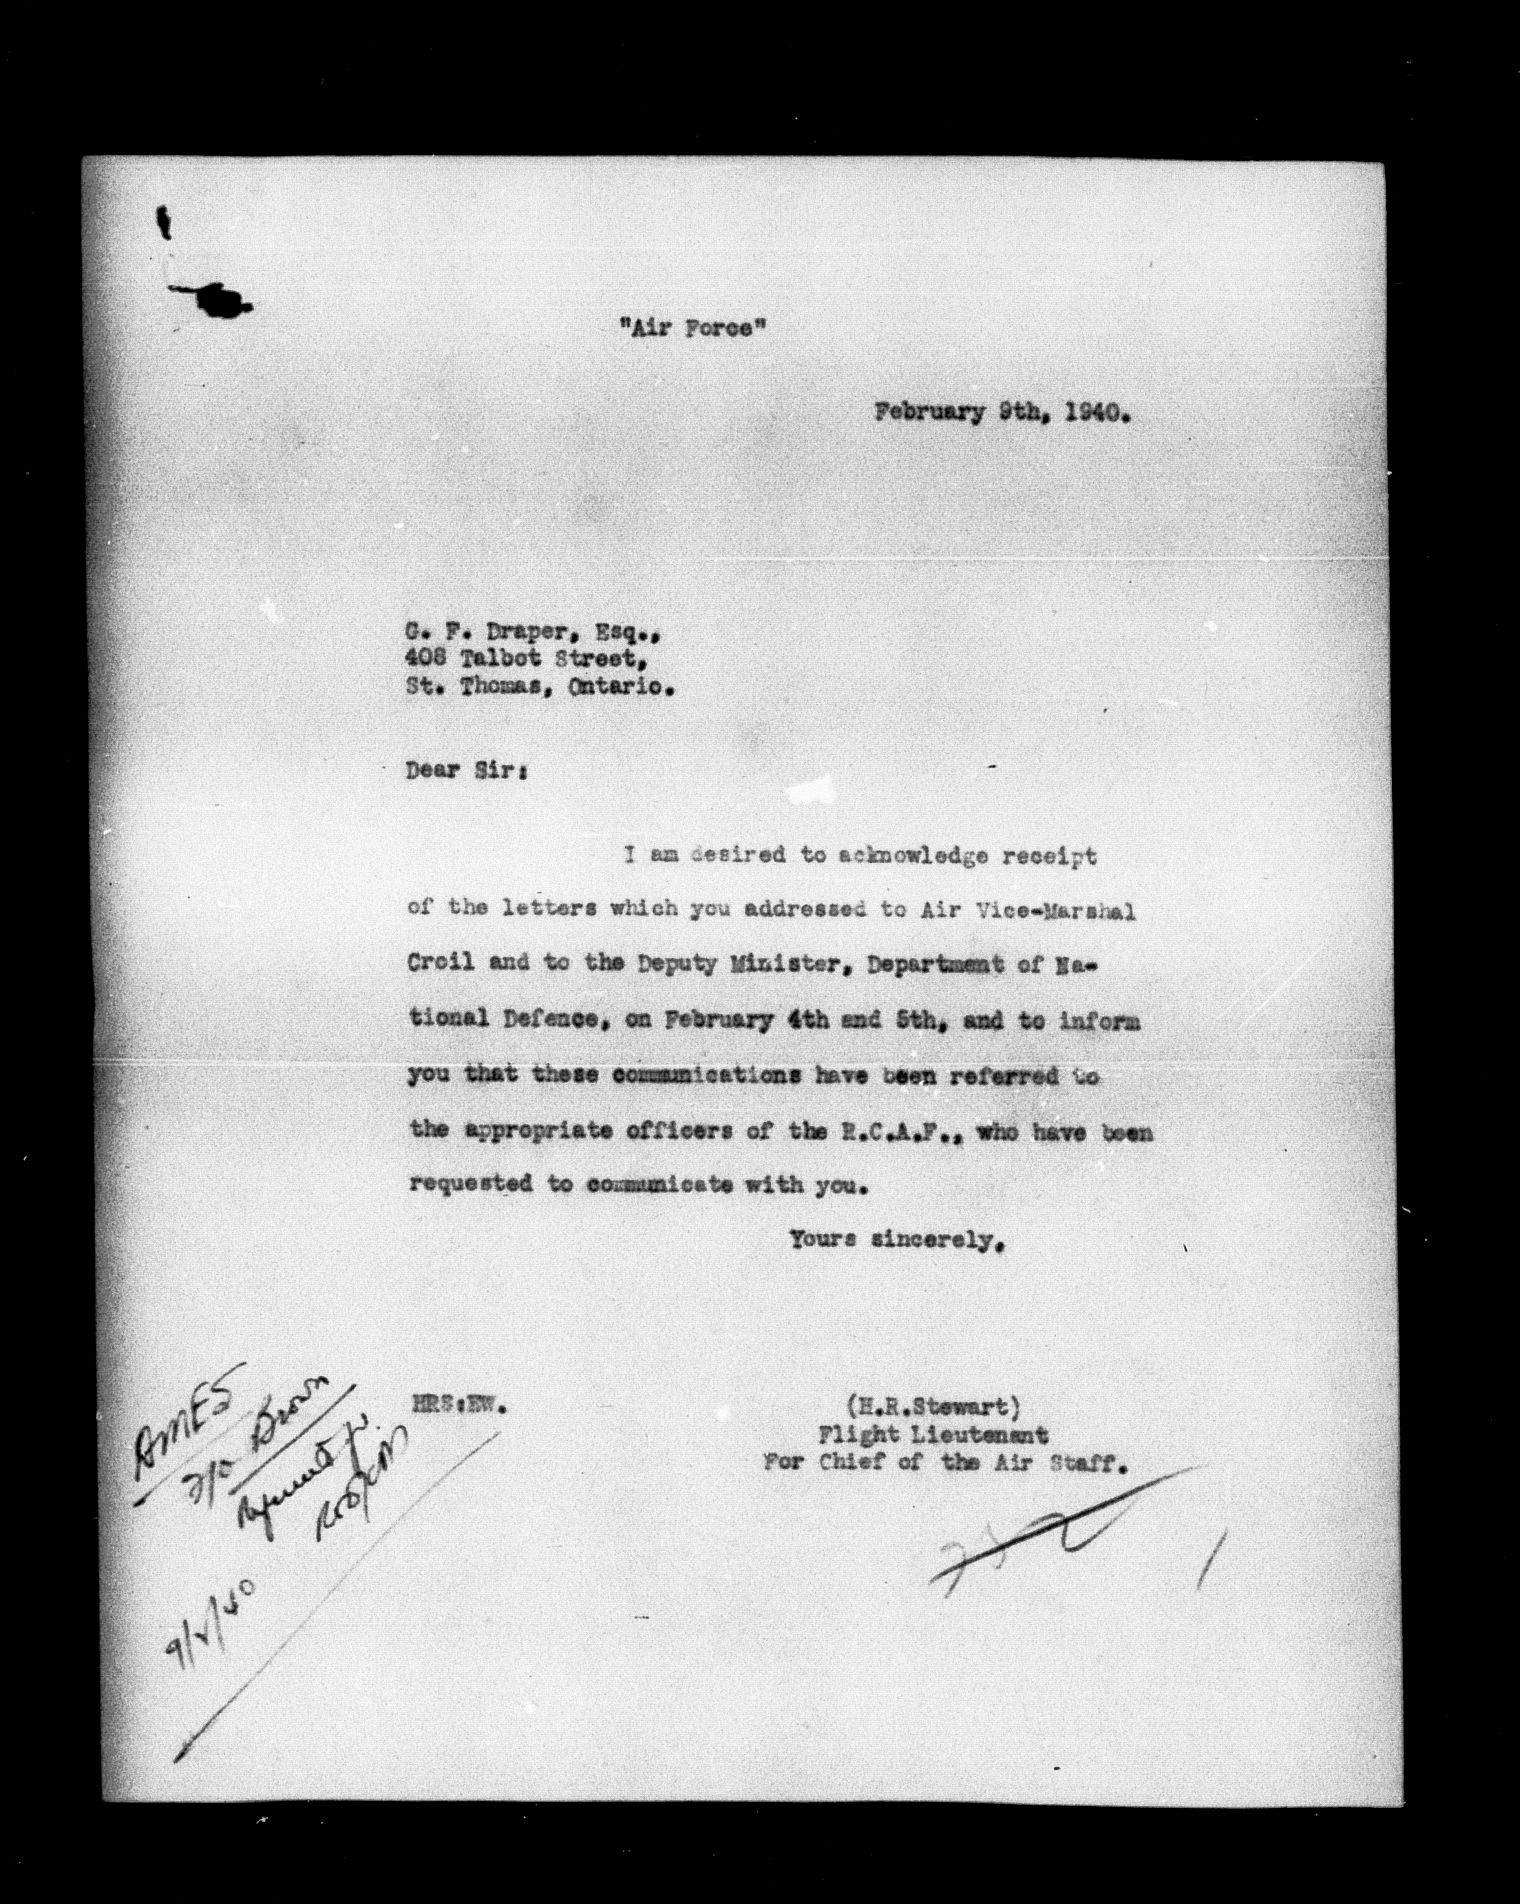 "Air Force"
February 9th, 1940.
G. F. Draper, Esq.,
408 Talbot Street,
St. Thomas, Ontario.
Dear Sir:
I am desired to acknowledge receipt
of the letters which you addressed to Air Vice-Marshal
Croil and to the Deputy Minister, Department of Na-
tional Defence, on February 4th and 5th, and to inform
you that these communications have been referred to
the appropriate officers of the R.C.A.F., who have been
requested to communicate with you.
Yours sincerely,
HRS:EW.
(H.R.Stewart)
Flight Lieutenant
For Chief of the Air Staff.
AMES
Brown
9/2/40